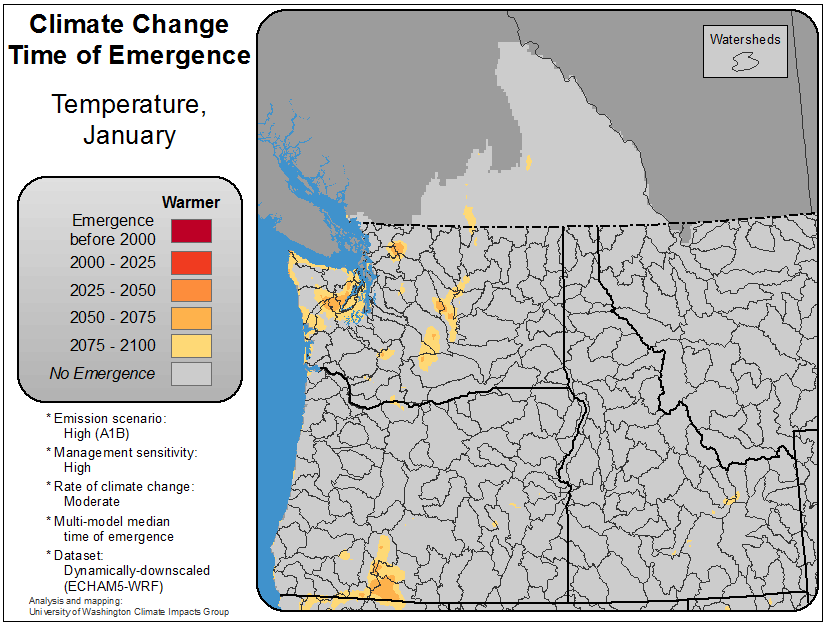 Climate Change
Time of Emergence
Temperature,
January
Warmer
Emergence
before 2000
2000 - 2025
2025 - 2050
2050 - 2075
2075 - 2100
No Emergence
* Emission scenario:
High (A1B)
* Management sensitivity:
High
* Rate of climate change:
Moderate
* Multi-model median
time of emergence
* Dataset:
Dynamically-downscaled
(ECHAM5-WRF)
Analysis and mapping:
University of Washington Climate Impacts Group
Watersheds